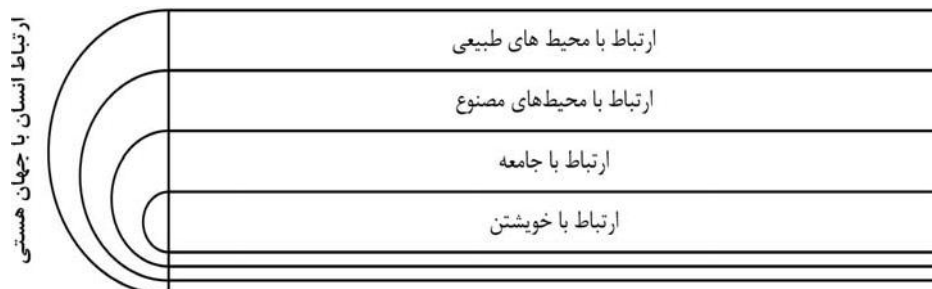 ارتباط انسان با جهان هستی
ارتباط با محیط های طبیعی
ارتباط با محیط‌های مصنوع
ارتباط با جامعه
ارتباط با خویشتن